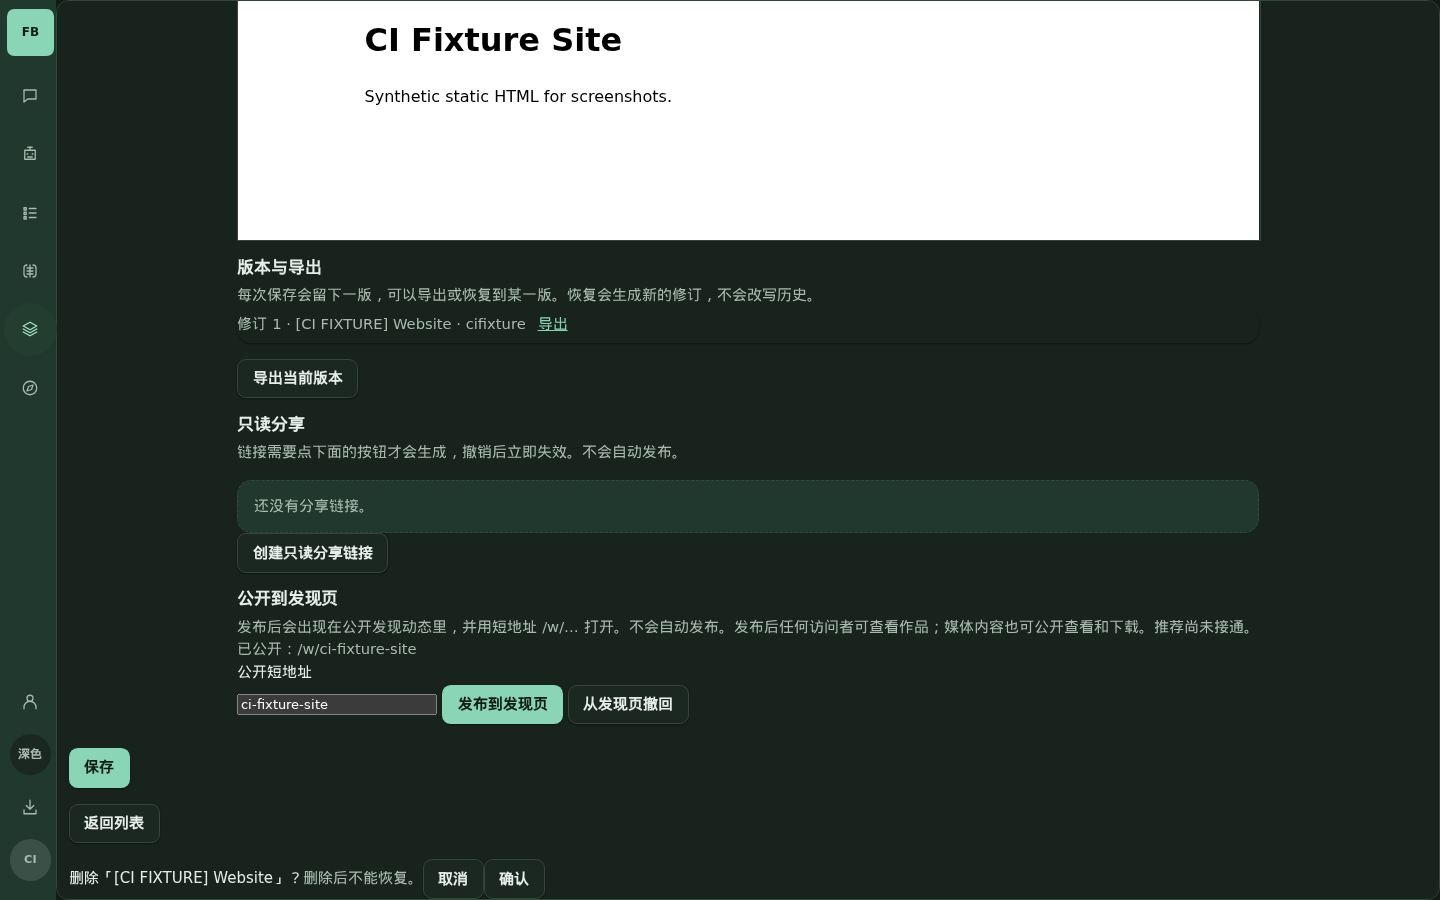 FB
CI Fixture Site
Synthetic static HTML for screenshots.
版本与导出
每次保存会留下一版，可以导出或恢复到某一版。恢复会生成新的修订，不会改写历史。
修订 1 · [CI FIXTURE] Website · cifixture 导出
导出当前版本
只读分享
链接需要点下面的按钮才会生成，撤销后立即失效。不会自动发布。
还没有分享链接。
创建只读分享链接
公开到发现页
发布后会出现在公开发现动态里，并用短地址 /w/… 打开。不会自动发布。发布后任何访问者可查看作品；媒体内容也可公开查看和下载。推荐尚未接通。
已公开：/w/ci-fixture-site
公开短地址
ci-fixture-site 发布到发现页 从发现页撤回
深色
保存
返回列表
CI
删除「[CI FIXTURE] Website」？删除后不能恢复。 取消 确认